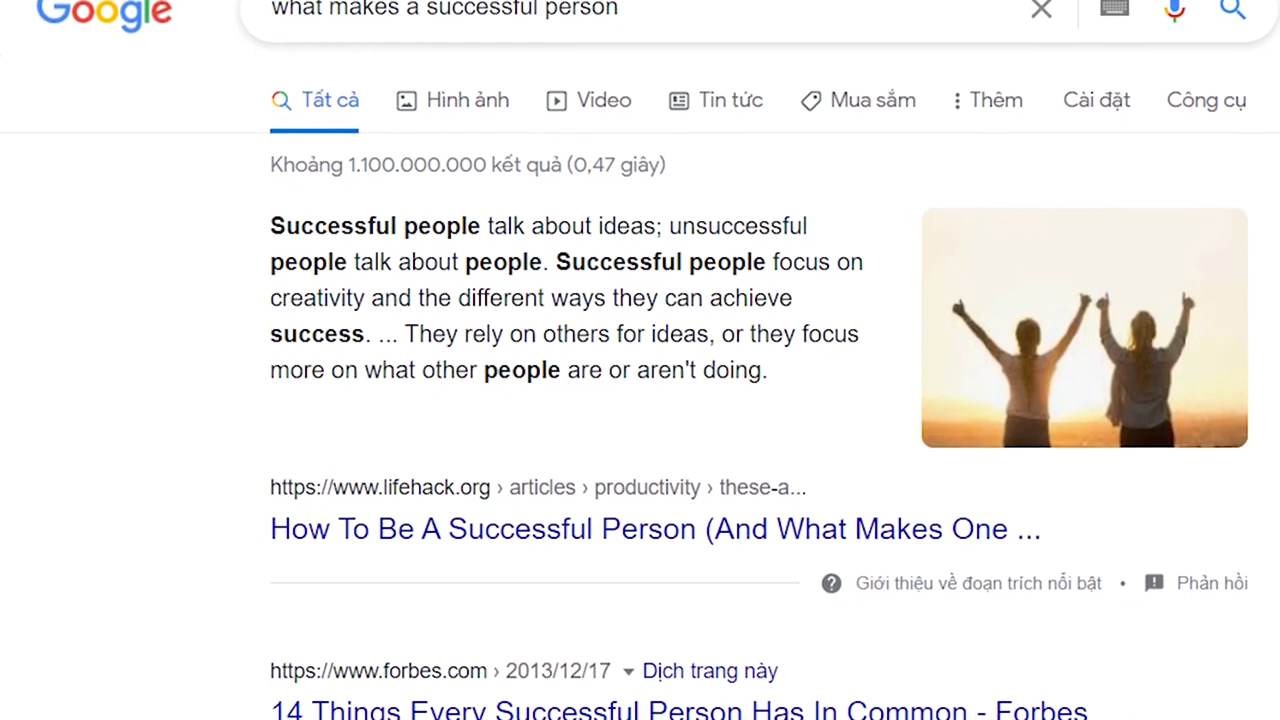 Google
what makes a successful person
Tất cả
Hình ảnh
Video
Tin tức
Mua sắm
Thêm
Cài đặt
Công cụ
Khoảng 1.100.000.000 kết quả (0,47 giây)
Successful people talk about ideas; unsuccessful
people talk about people. Successful people focus on
creativity and the different ways they can achieve
success. ... They rely on others for ideas, or they focus
more on what other people are or aren't doing.
https://www.lifehack.org › articles › productivity › these-a...
How To Be A Successful Person (And What Makes One ...
Giới thiệu về đoạn trích nổi bật • Phản hồi
https://www.forbes.com › 2013/12/17 Dịch trang này
14 Things Every Successful Person Has In Common - Forbes